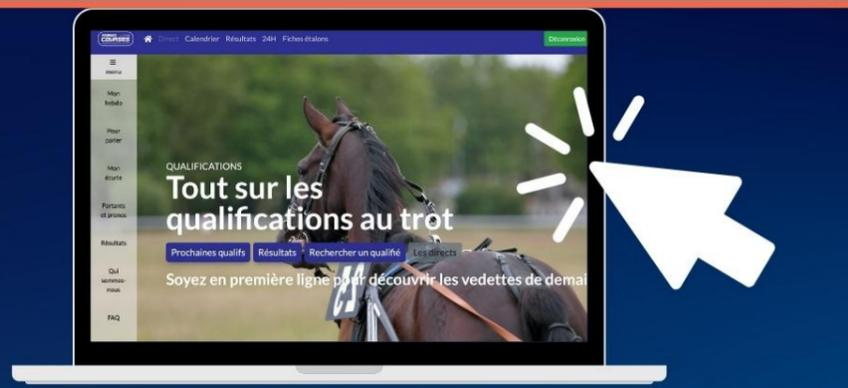 COURSES
Direct Calendrier Résultats 24H Fiches étalons
Déconnexion
menu
Mon
hebdo
Pour
parier
Mon
écurie
Partants
et pronos
Résultats
Qui
sommes-
nous
FAQ
QUALIFICATIONS
Tout sur les
qualifications au trot
Prochaines qualifs Résultats Rechercher un qualifié Les directs
Soyez en première ligne pour découvrir les vedettes de demai